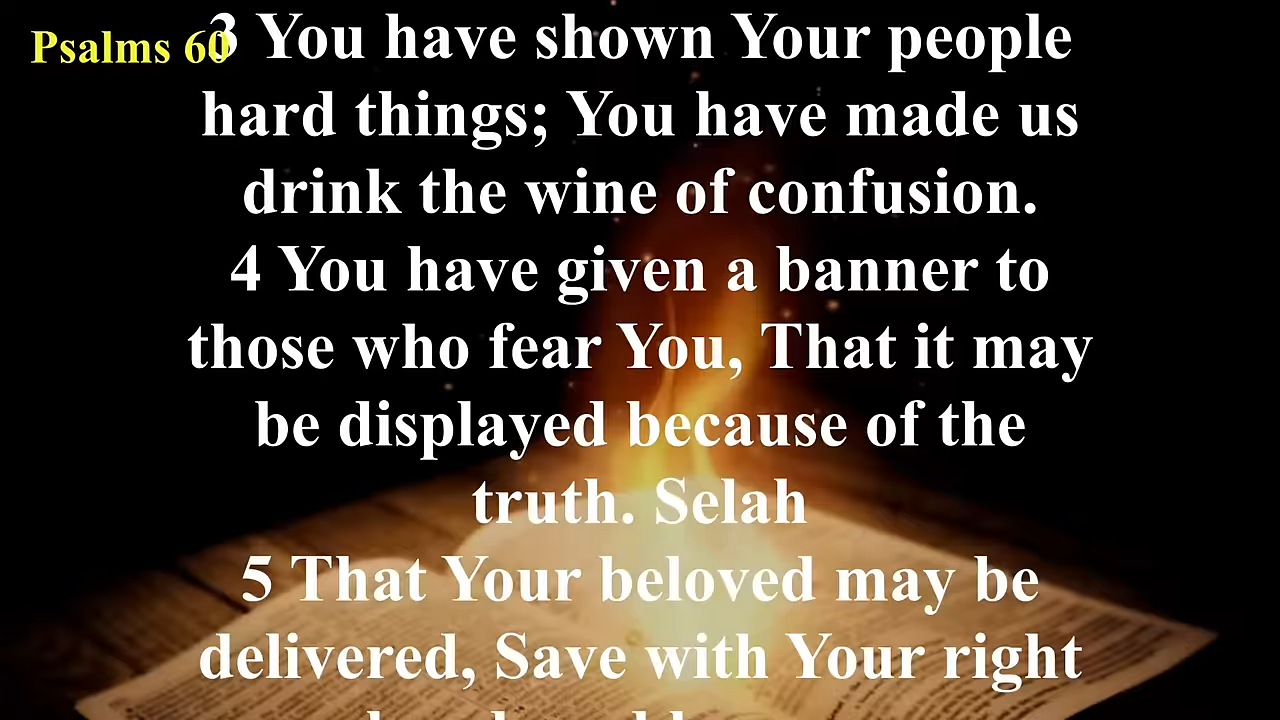 Psalms 60
3 You have shown Your people
hard things; You have made us
drink the wine of confusion.
4 You have given a banner to
those who fear You, That it may
be displayed because of the
truth. Selah
5 That Your beloved may be
delivered, Save with Your right